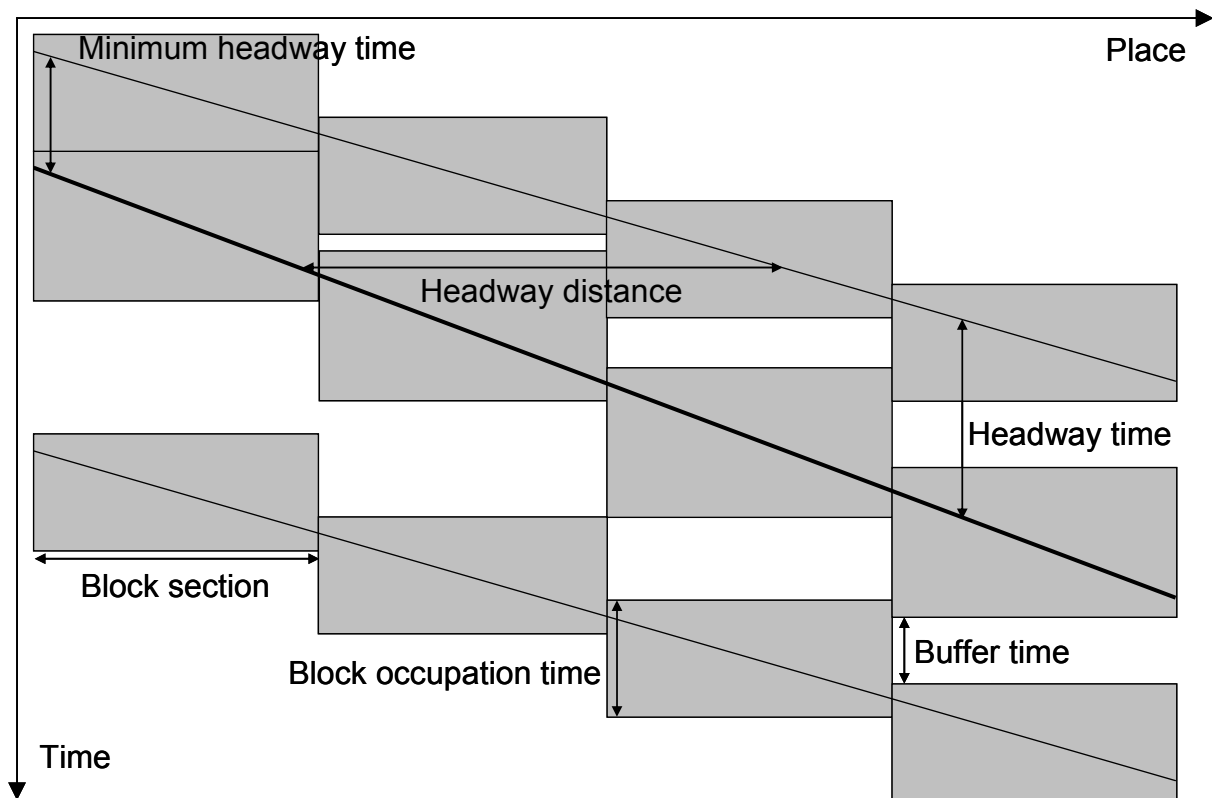 Minimum headway time
Place
Headway distance
Headway time
Block section
Buffer time
Block occupation time
Time